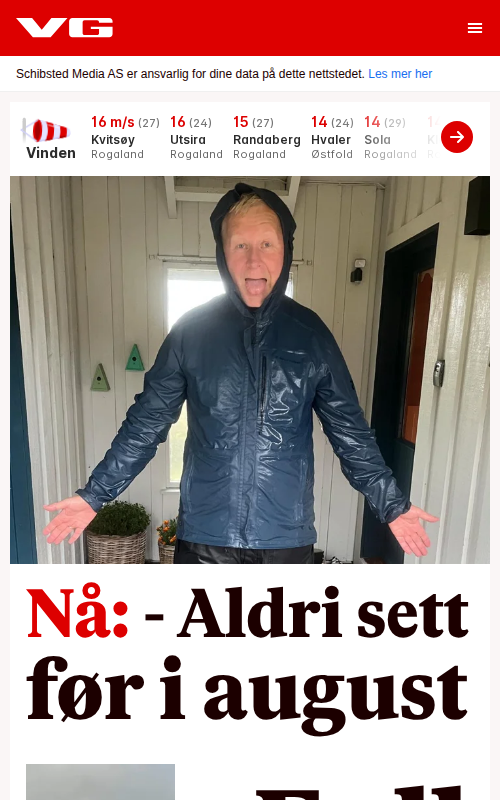 VG
Schibsted Media AS er ansvarlig for dine data på dette nettstedet. Les mer her
Vinden
16 m/s (27)
Kvitsøy
Rogaland
16 (24)
Utsira
Rogaland
15 (27)
Randaberg
Rogaland
14 (24)
Hvaler
Østfold
14 (29)
Sola
Rogaland
Nå: - Aldri sett
før i august